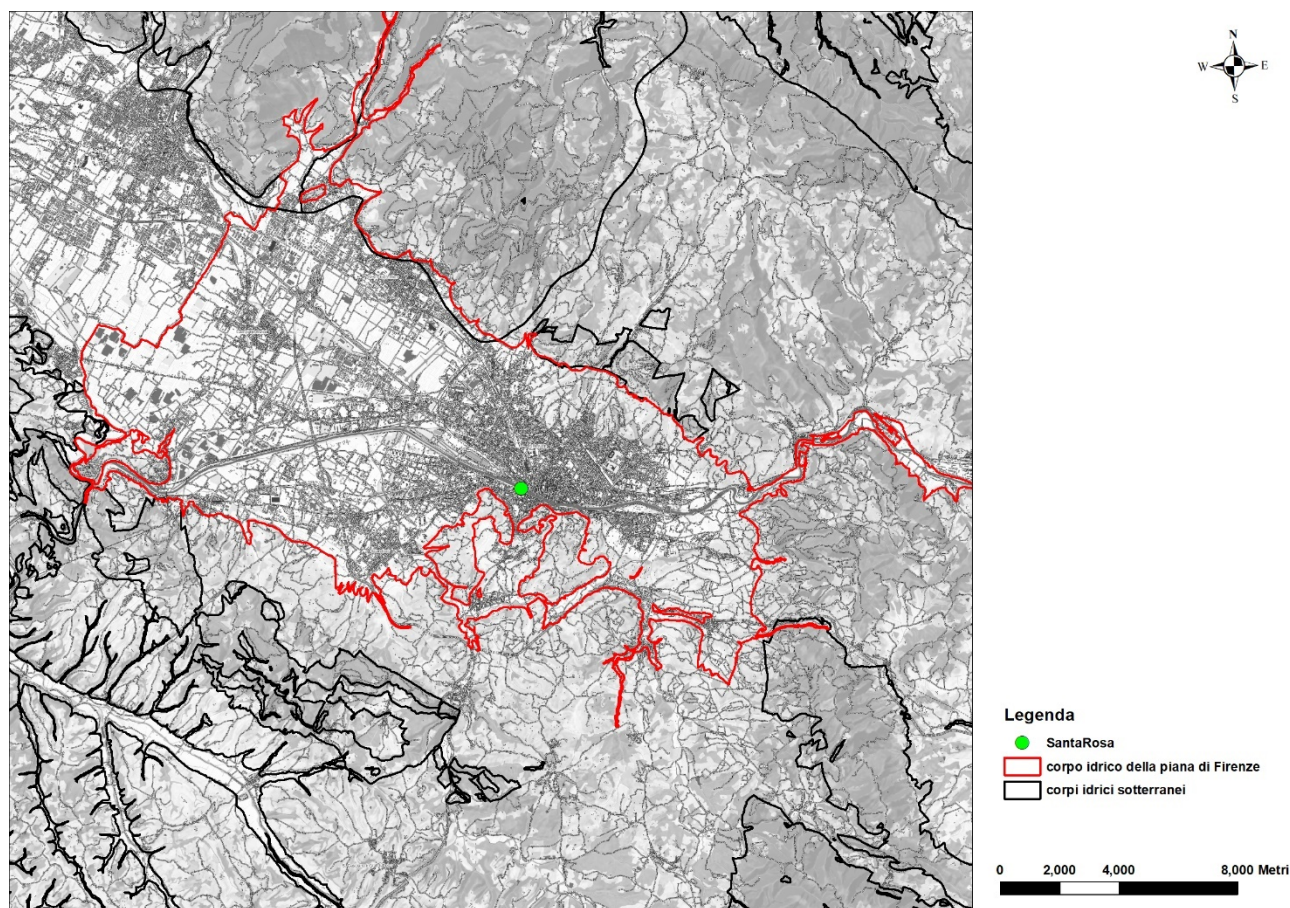 N
W E
S
Legenda
SantaRosa
corpo idrico della piana di Firenze
corpi idrici sotterranei
0 2,000 4,000 8,000 Metri